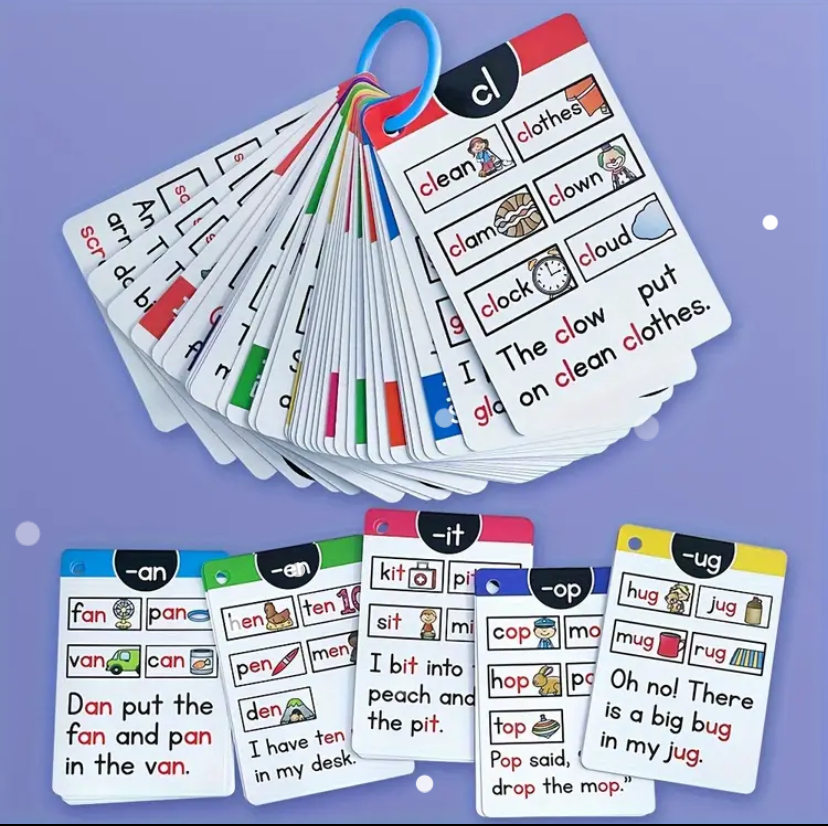 cl
clean
clothes
clam
clown
clock
cloud
The clow put
on clean clothes.
scr
I
-an
fan
pan
van
can
Dan put the
fan and pan
in the van.
-en
hen
ten 10
pen
men
den
I have ten
in my desk.
-it
kit
sit
I bit into
peach and
the pit.
-op
cop
hop
top
Pop said,
drop the mop."
-ug
hug
jug
mug
rug
Oh no! There
is a big bug
in my jug.